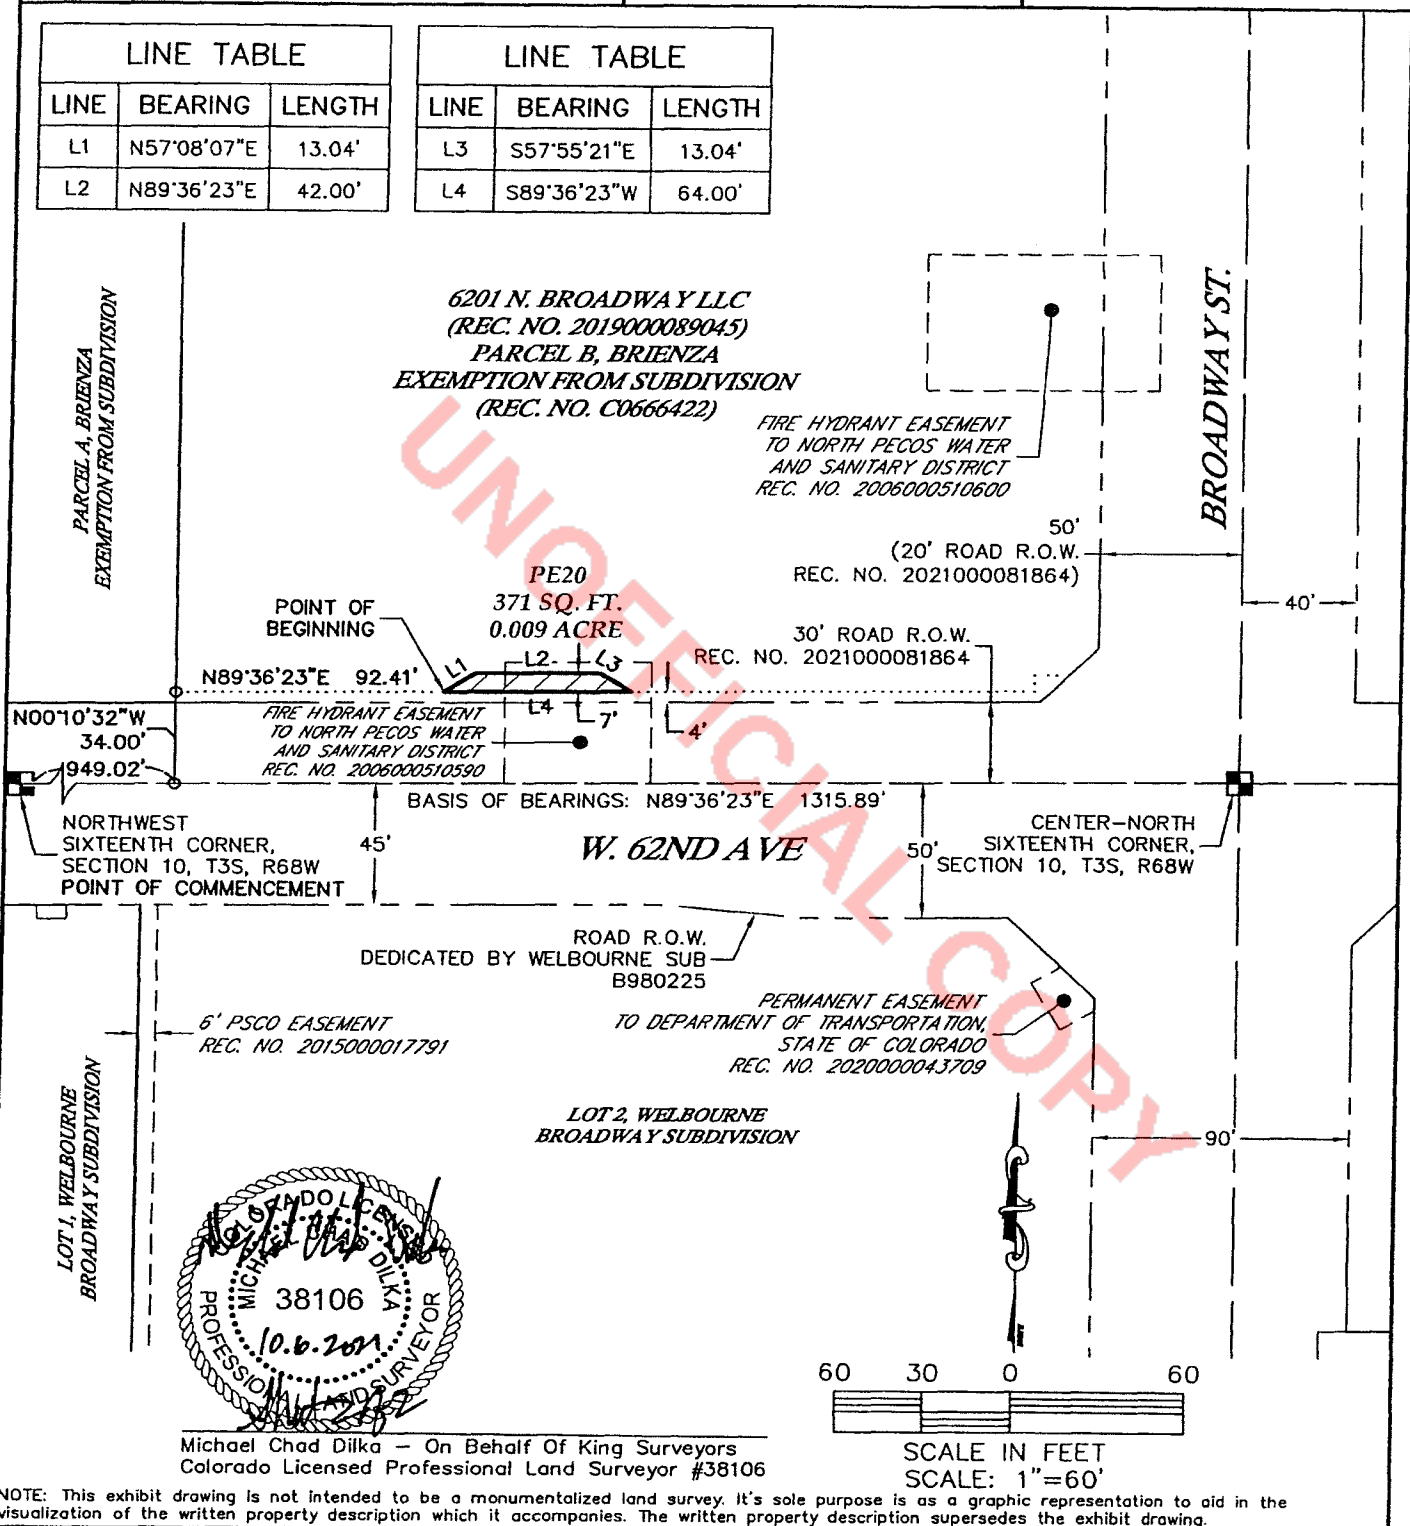 LINE TABLE
LINE BEARING LENGTH
L1 N57°08'07"E 13.04'
L2 N89°36'23"E 42.00'
LINE TABLE
LINE BEARING LENGTH
L3 S57°55'21"E 13.04'
L4 S89°36'23"W 64.00'
6201 N. BROADWAY LLC
(REC. NO. 2019000089045)
PARCEL B, BRIENZA
EXEMPTION FROM SUBDIVISION
(REC. NO. C0666422)
PARCEL A, BRIENZA
EXEMPTION FROM SUBDIVISION
BROADWAY ST.
FIRE HYDRANT EASEMENT
TO NORTH PECOS WATER
AND SANITARY DISTRICT
REC. NO. 2006000510600
50'
(20' ROAD R.O.W.
REC. NO. 2021000081864)
40'
PE20
371 SQ. FT.
0.009 ACRE
POINT OF
BEGINNING
30' ROAD R.O.W.
REC. NO. 2021000081864
L1
L2
L3
N89°36'23"E 92.41'
L4
7'
4'
N00°10'32"W
34.00'
949.02'
FIRE HYDRANT EASEMENT
TO NORTH PECOS WATER
AND SANITARY DISTRICT
REC. NO. 2006000510590
BASIS OF BEARINGS: N89°36'23"E 1315.89'
NORTHWEST
SIXTEENTH CORNER,
SECTION 10, T3S, R68W
POINT OF COMMENCEMENT
45'
W. 62ND AVE
50'
CENTER-NORTH
SIXTEENTH CORNER,
SECTION 10, T3S, R68W
ROAD R.O.W.
DEDICATED BY WELBOURNE SUB
B980225
6' PSCO EASEMENT
REC. NO. 2015000017791
PERMANENT EASEMENT
TO DEPARTMENT OF TRANSPORTATION,
STATE OF COLORADO
REC. NO. 2020000043709
LOT 1, WELBOURNE
BROADWAY SUBDIVISION
LOT 2, WELBOURNE
BROADWAY SUBDIVISION
90'
UNOFFICIAL COPY
COLORADO LICENSED
MICHAEL CHAD DILKA
38106
10.6.2021
PROFESSIONAL LAND SURVEYOR
60 30 0 60
SCALE IN FEET
SCALE: 1"=60'
Michael Chad Dilka - On Behalf Of King Surveyors
Colorado Licensed Professional Land Surveyor #38106
NOTE: This exhibit drawing is not intended to be a monumentalized land survey. It's sole purpose is as a graphic representation to aid in the
visualization of the written property description which it accompanies. The written property description supersedes the exhibit drawing.